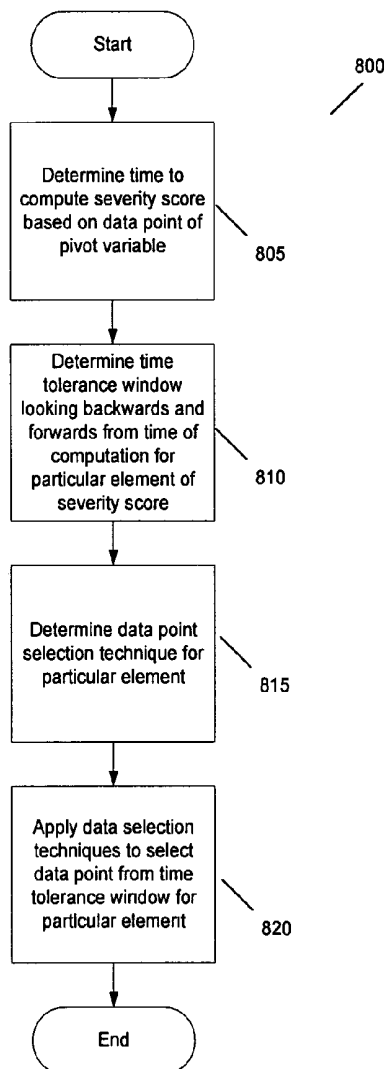 Start
800
Determine time to
compute severity score
based on data point of
pivot variable
805
Determine time
tolerance window
looking backwards and
forwards from time of
computation for
particular element of
severity score
810
Determine data point
selection technique for
particular element
815
Apply data selection
techniques to select
data point from time
tolerance window for
particular element
820
End